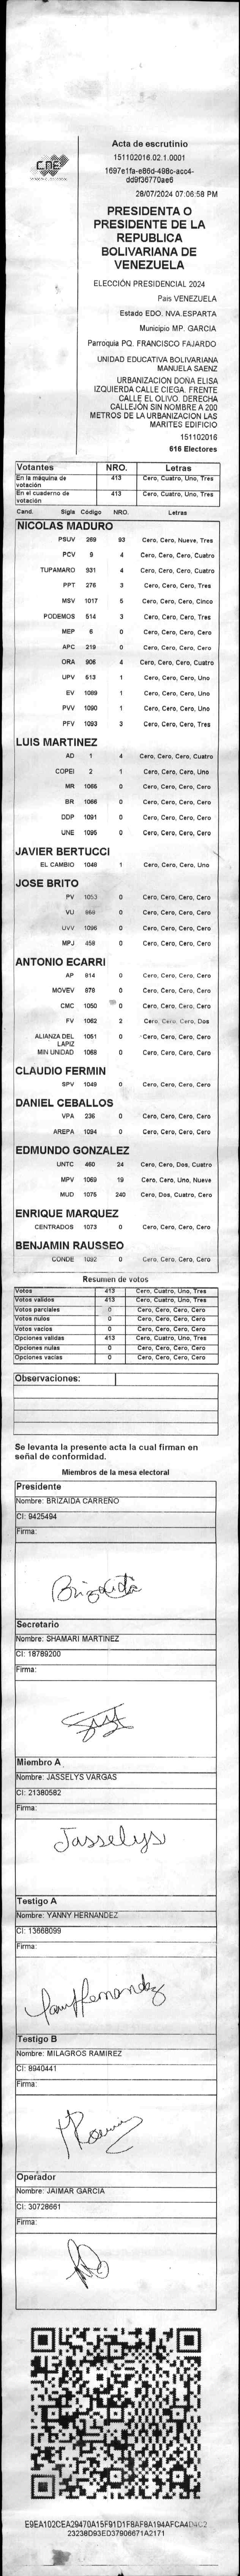 CNE
Acta de escrutinio
151102016.02.1.0001
1697e1fa-e86d-498c-acc4-
dd9f36770ae6
28/07/2024 07:06:58 PM
PRESIDENTA O
PRESIDENTE DE LA
REPUBLICA
BOLIVARIANA DE
VENEZUELA
ELECCIÓN PRESIDENCIAL 2024
Pais VENEZUELA
Estado EDO. NVA.ESPARTA
Municipio MP. GARCIA
Parroquia PQ. FRANCISCO FAJARDO
UNIDAD EDUCATIVA BOLIVARIANA
MANUELA SAENZ
URBANIZACION DOÑA ELISA
IZQUIERDA CALLE CIEGA. FRENTE
CALLE EL OLIVO. DERECHA
CALLEJÓN SIN NOMBRE A 200
METROS DE LA URBANIZACION LAS
MARITES EDIFICIO
151102016
616 Electores
Votantes NRO. Letras
En la máquina de votación 413 Cero, Cuatro, Uno, Tres
En el cuaderno de votación 413 Cero, Cuatro, Uno, Tres
Cand. Sigla Código NRO. Letras
NICOLAS MADURO
PSUV 269 93 Cero, Cero, Nueve, Tres
PCV 9 4 Cero, Cero, Cero, Cuatro
TUPAMARO 931 4 Cero, Cero, Cero, Cuatro
PPT 276 3 Cero, Cero, Cero, Tres
MSV 1017 5 Cero, Cero, Cero, Cinco
PODEMOS 514 3 Cero, Cero, Cero, Tres
MEP 6 0 Cero, Cero, Cero, Cero
APC 219 0 Cero, Cero, Cero, Cero
ORA 906 4 Cero, Cero, Cero, Cuatro
UPV 513 1 Cero, Cero, Cero, Uno
EV 1089 1 Cero, Cero, Cero, Uno
PVV 1090 1 Cero, Cero, Cero, Uno
PFV 1093 3 Cero, Cero, Cero, Tres
LUIS MARTINEZ
AD 1 4 Cero, Cero, Cero, Cuatro
COPEI 2 1 Cero, Cero, Cero, Uno
MR 1065 0 Cero, Cero, Cero, Cero
BR 1066 0 Cero, Cero, Cero, Cero
DDP 1091 0 Cero, Cero, Cero, Cero
UNE 1095 0 Cero, Cero, Cero, Cero
JAVIER BERTUCCI
EL CAMBIO 1048 1 Cero, Cero, Cero, Uno
JOSE BRITO
PV 1053 0 Cero, Cero, Cero, Cero
VU 868 0 Cero, Cero, Cero, Cero
UVV 1096 0 Cero, Cero, Cero, Cero
MPJ 458 0 Cero, Cero, Cero, Cero
ANTONIO ECARRI
AP 814 0 Cero, Cero, Cero, Cero
MOVEV 878 0 Cero, Cero, Cero, Cero
CMC 1050 0 Cero, Cero, Cero, Cero
FV 1062 2 Cero, Cero, Cero, Dos
ALIANZA DEL LAPIZ 1051 0 Cero, Cero, Cero, Cero
MIN UNIDAD 1068 0 Cero, Cero, Cero, Cero
CLAUDIO FERMIN
SPV 1049 0 Cero, Cero, Cero, Cero
DANIEL CEBALLOS
VPA 236 0 Cero, Cero, Cero, Cero
AREPA 1094 0 Cero, Cero, Cero, Cero
EDMUNDO GONZALEZ
UNTC 460 24 Cero, Cero, Dos, Cuatro
MPV 1069 19 Cero, Cero, Uno, Nueve
MUD 1075 240 Cero, Dos, Cuatro, Cero
ENRIQUE MARQUEZ
CENTRADOS 1073 0 Cero, Cero, Cero, Cero
BENJAMIN RAUSSEO
CONDE 1092 0 Cero, Cero, Cero, Cero
Resumen de votos
Votos 413 Cero, Cuatro, Uno, Tres
Votos validos 413 Cero, Cuatro, Uno, Tres
Votos parciales 0 Cero, Cero, Cero, Cero
Votos nulos 0 Cero, Cero, Cero, Cero
Votos vacios 0 Cero, Cero, Cero, Cero
Opciones validas 413 Cero, Cuatro, Uno, Tres
Opciones nulas 0 Cero, Cero, Cero, Cero
Opciones vacias 0 Cero, Cero, Cero, Cero
Observaciones:
Se levanta la presente acta la cual firman en
señal de conformidad.
Miembros de la mesa electoral
Presidente
Nombre: BRIZAIDA CARREÑO
CI: 9425494
Firma:
Brizaida
Secretario
Nombre: SHAMARI MARTINEZ
CI: 18789200
Firma:
Miembro A
Nombre: JASSELYS VARGAS
CI: 21380582
Firma:
Jasselys
Testigo A
Nombre: YANNY HERNANDEZ
CI: 13668099
Firma:
Testigo B
Nombre: MILAGROS RAMIREZ
CI: 8940441
Firma:
Operador
Nombre: JAIMAR GARCIA
CI: 30728661
Firma:
E9EA102CEA29470A15F91D1F8AF8A194AFCA4D4C2
23238D93ED37906671A2171